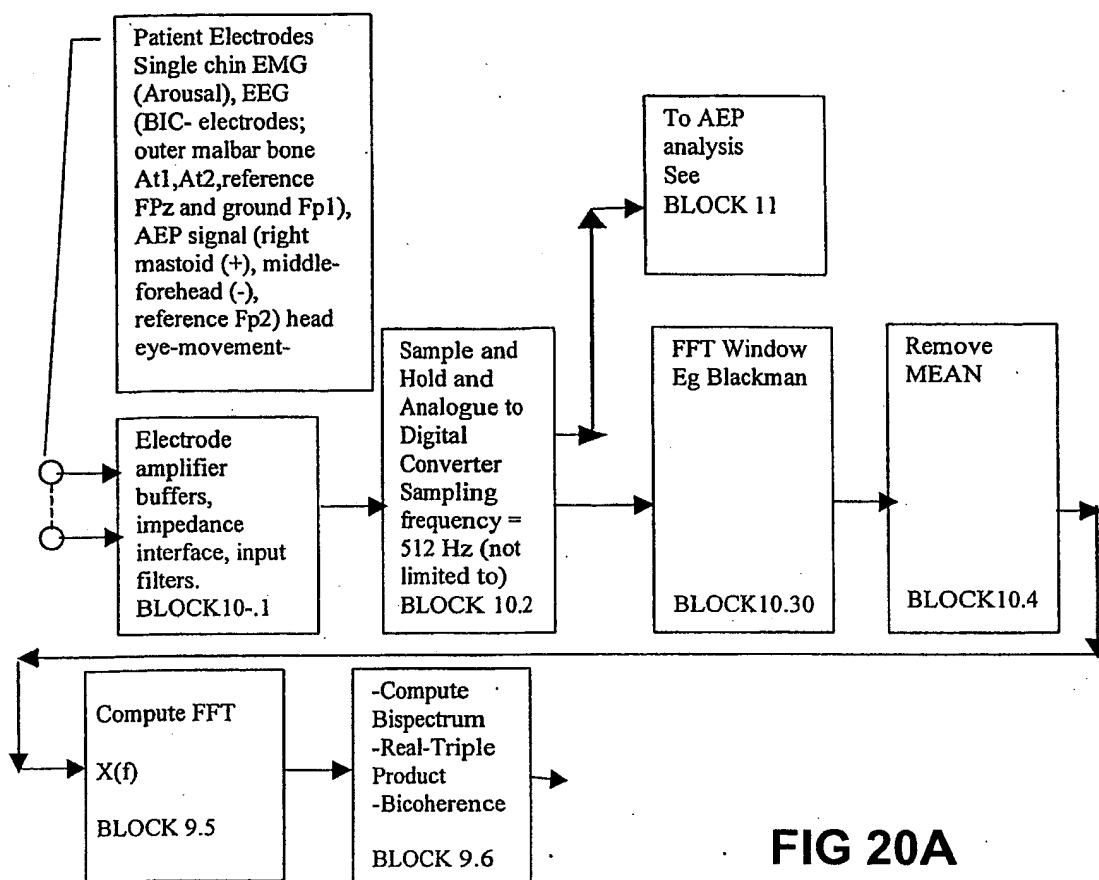 Patient Electrodes
Single chin EMG
(Arousal), EEG
(BIC- electrodes;
outer malbar bone
At1,At2,reference
FPz and ground Fp1),
AEP signal (right
mastoid (+), middle-
forehead (-),
reference Fp2) head
eye-movement-
To AEP
analysis
See
BLOCK 11
Electrode
amplifier
buffers,
impedance
interface, input
filters.
BLOCK10-.1
Sample and
Hold and
Analogue to
Digital
Converter
Sampling
frequency =
512 Hz (not
limited to)
BLOCK 10.2
FFT Window
Eg Blackman
BLOCK10.30
Remove
MEAN
BLOCK10.4
Compute FFT
X(f)
BLOCK 9.5
-Compute
Bispectrum
-Real-Triple
Product
-Bicoherence
BLOCK 9.6
FIG 20A